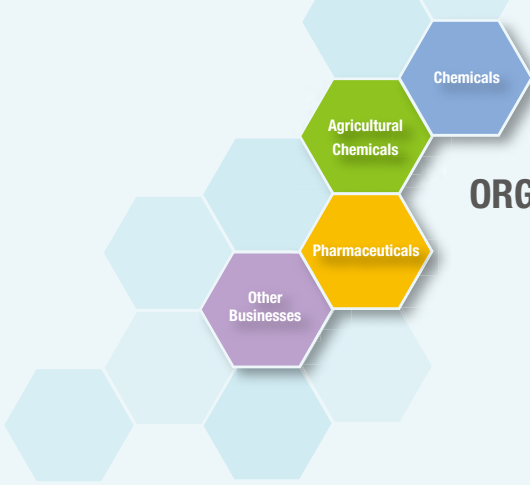 Chemicals
Agricultural
Chemicals
ORG
Pharmaceuticals
Other
Businesses